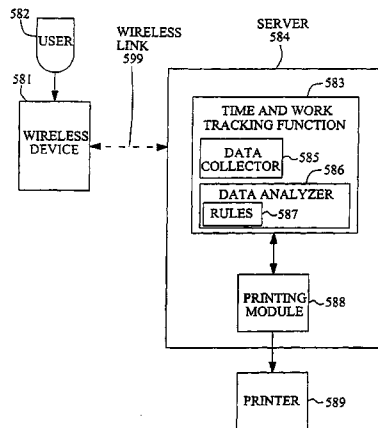 582
USER
581
WIRELESS
DEVICE
WIRELESS
LINK
599
SERVER
584
583
TIME AND WORK
TRACKING FUNCTION
DATA
COLLECTOR
585
586
DATA ANALYZER
RULES
587
PRINTING
MODULE
588
PRINTER
589